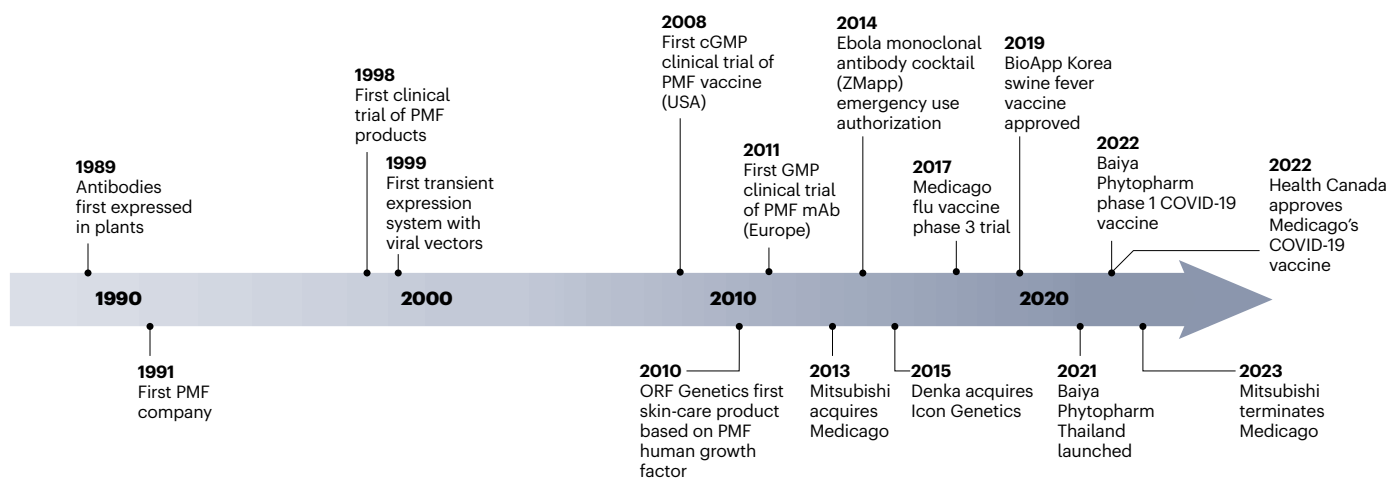 1989
Antibodies
first expressed
in plants
1998
First clinical
trial of PMF
products
1999
First transient
expression
system with
viral vectors
2008
First cGMP
clinical trial of
PMF vaccine
(USA)
2011
First GMP
clinical trial
of PMF mAb
(Europe)
2014
Ebola monoclonal
antibody cocktail
(ZMapp)
emergency use
authorization
2017
Medicago
flu vaccine
phase 3 trial
2019
BioApp Korea
swine fever
vaccine
approved
2022
Baiya
Phytopharm
phase 1 COVID-19
vaccine
2022
Health Canada
approves
Medicago's
COVID-19
vaccine
1990
2000
2010
2020
1991
First PMF
company
2010
ORF Genetics first
skin-care product
based on PMF
human growth
factor
2013
Mitsubishi
acquires
Medicago
2015
Denka acquires
Icon Genetics
2021
Baiya
Phytopharm
Thailand
launched
2023
Mitsubishi
terminates
Medicago